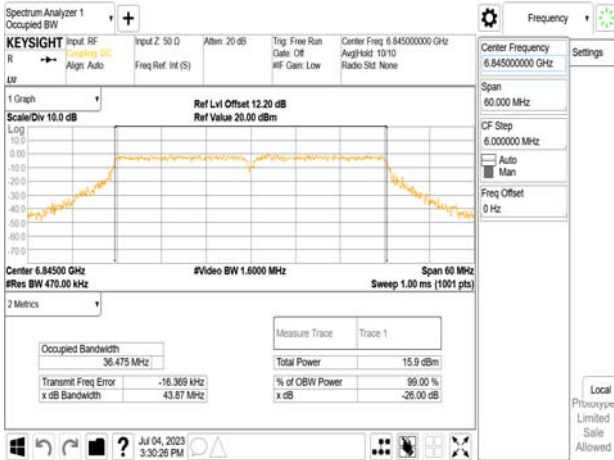 Spectrum Analyzer 1
Occupied BW
Frequency
KEYSIGHT Input: RF Input Z: 50 Ω Atten: 20 dB Trig: Free Run Center Freq: 6.845000000 GHz
R Coupling: DC Gate: Off Avg|Hold: 10/10
Align: Auto Freq Ref: Int (S) #IF Gain: Low Radio Std: None
Center Frequency
6.845000000 GHz
Settings
Span
60.000 MHz
CF Step
6.000000 MHz
Auto
Man
Freq Offset
0 Hz
1 Graph
Ref Lvl Offset 12.20 dB
Scale/Div 10.0 dB Ref Value 20.00 dBm
Log
10.0
0.00
-10.0
-20.0
-30.0
-40.0
-50.0
-60.0
-70.0
Center 6.84500 GHz #Video BW 1.6000 MHz Span 60 MHz
#Res BW 470.00 kHz Sweep 1.00 ms (1001 pts)
2 Metrics
Measure Trace Trace 1
Occupied Bandwidth
36.475 MHz
Total Power 15.9 dBm
Transmit Freq Error -16.369 kHz % of OBW Power 99.00 %
x dB Bandwidth 43.87 MHz x dB -26.00 dB
Local
Prototype
Limited
Sale
Allowed
Jul 04, 2023
3:30:26 PM